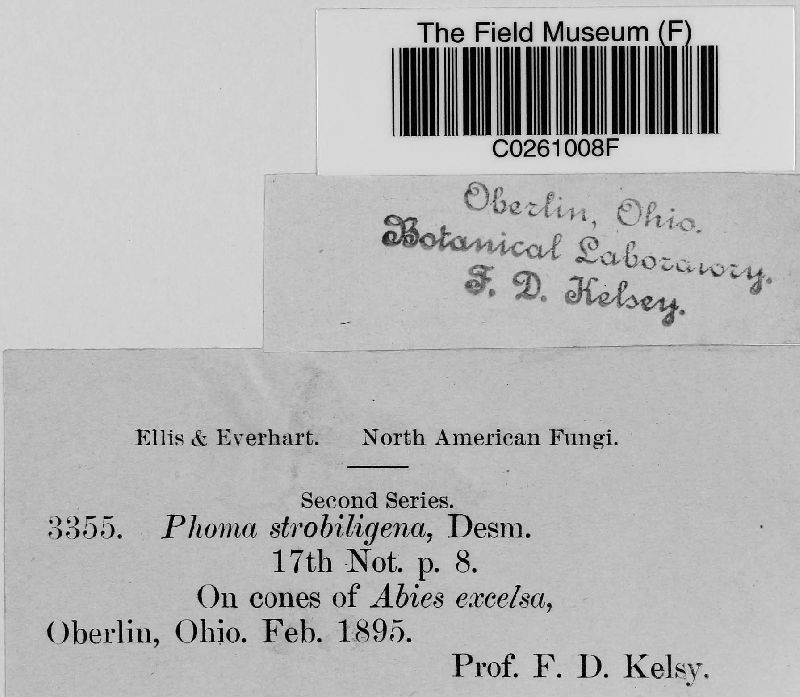 The Field Museum (F)
C0261008F
Oberlin, Ohio.
Botanical Laboratory.
F. D. Kelsey.
Ellis & Everhart. North American Fungi.
Second Series.
3355. Phoma strobiligena, Desm.
17th Not. p. 8.
On cones of Abies excelsa,
Oberlin, Ohio. Feb. 1895.
Prof. F. D. Kelsy.